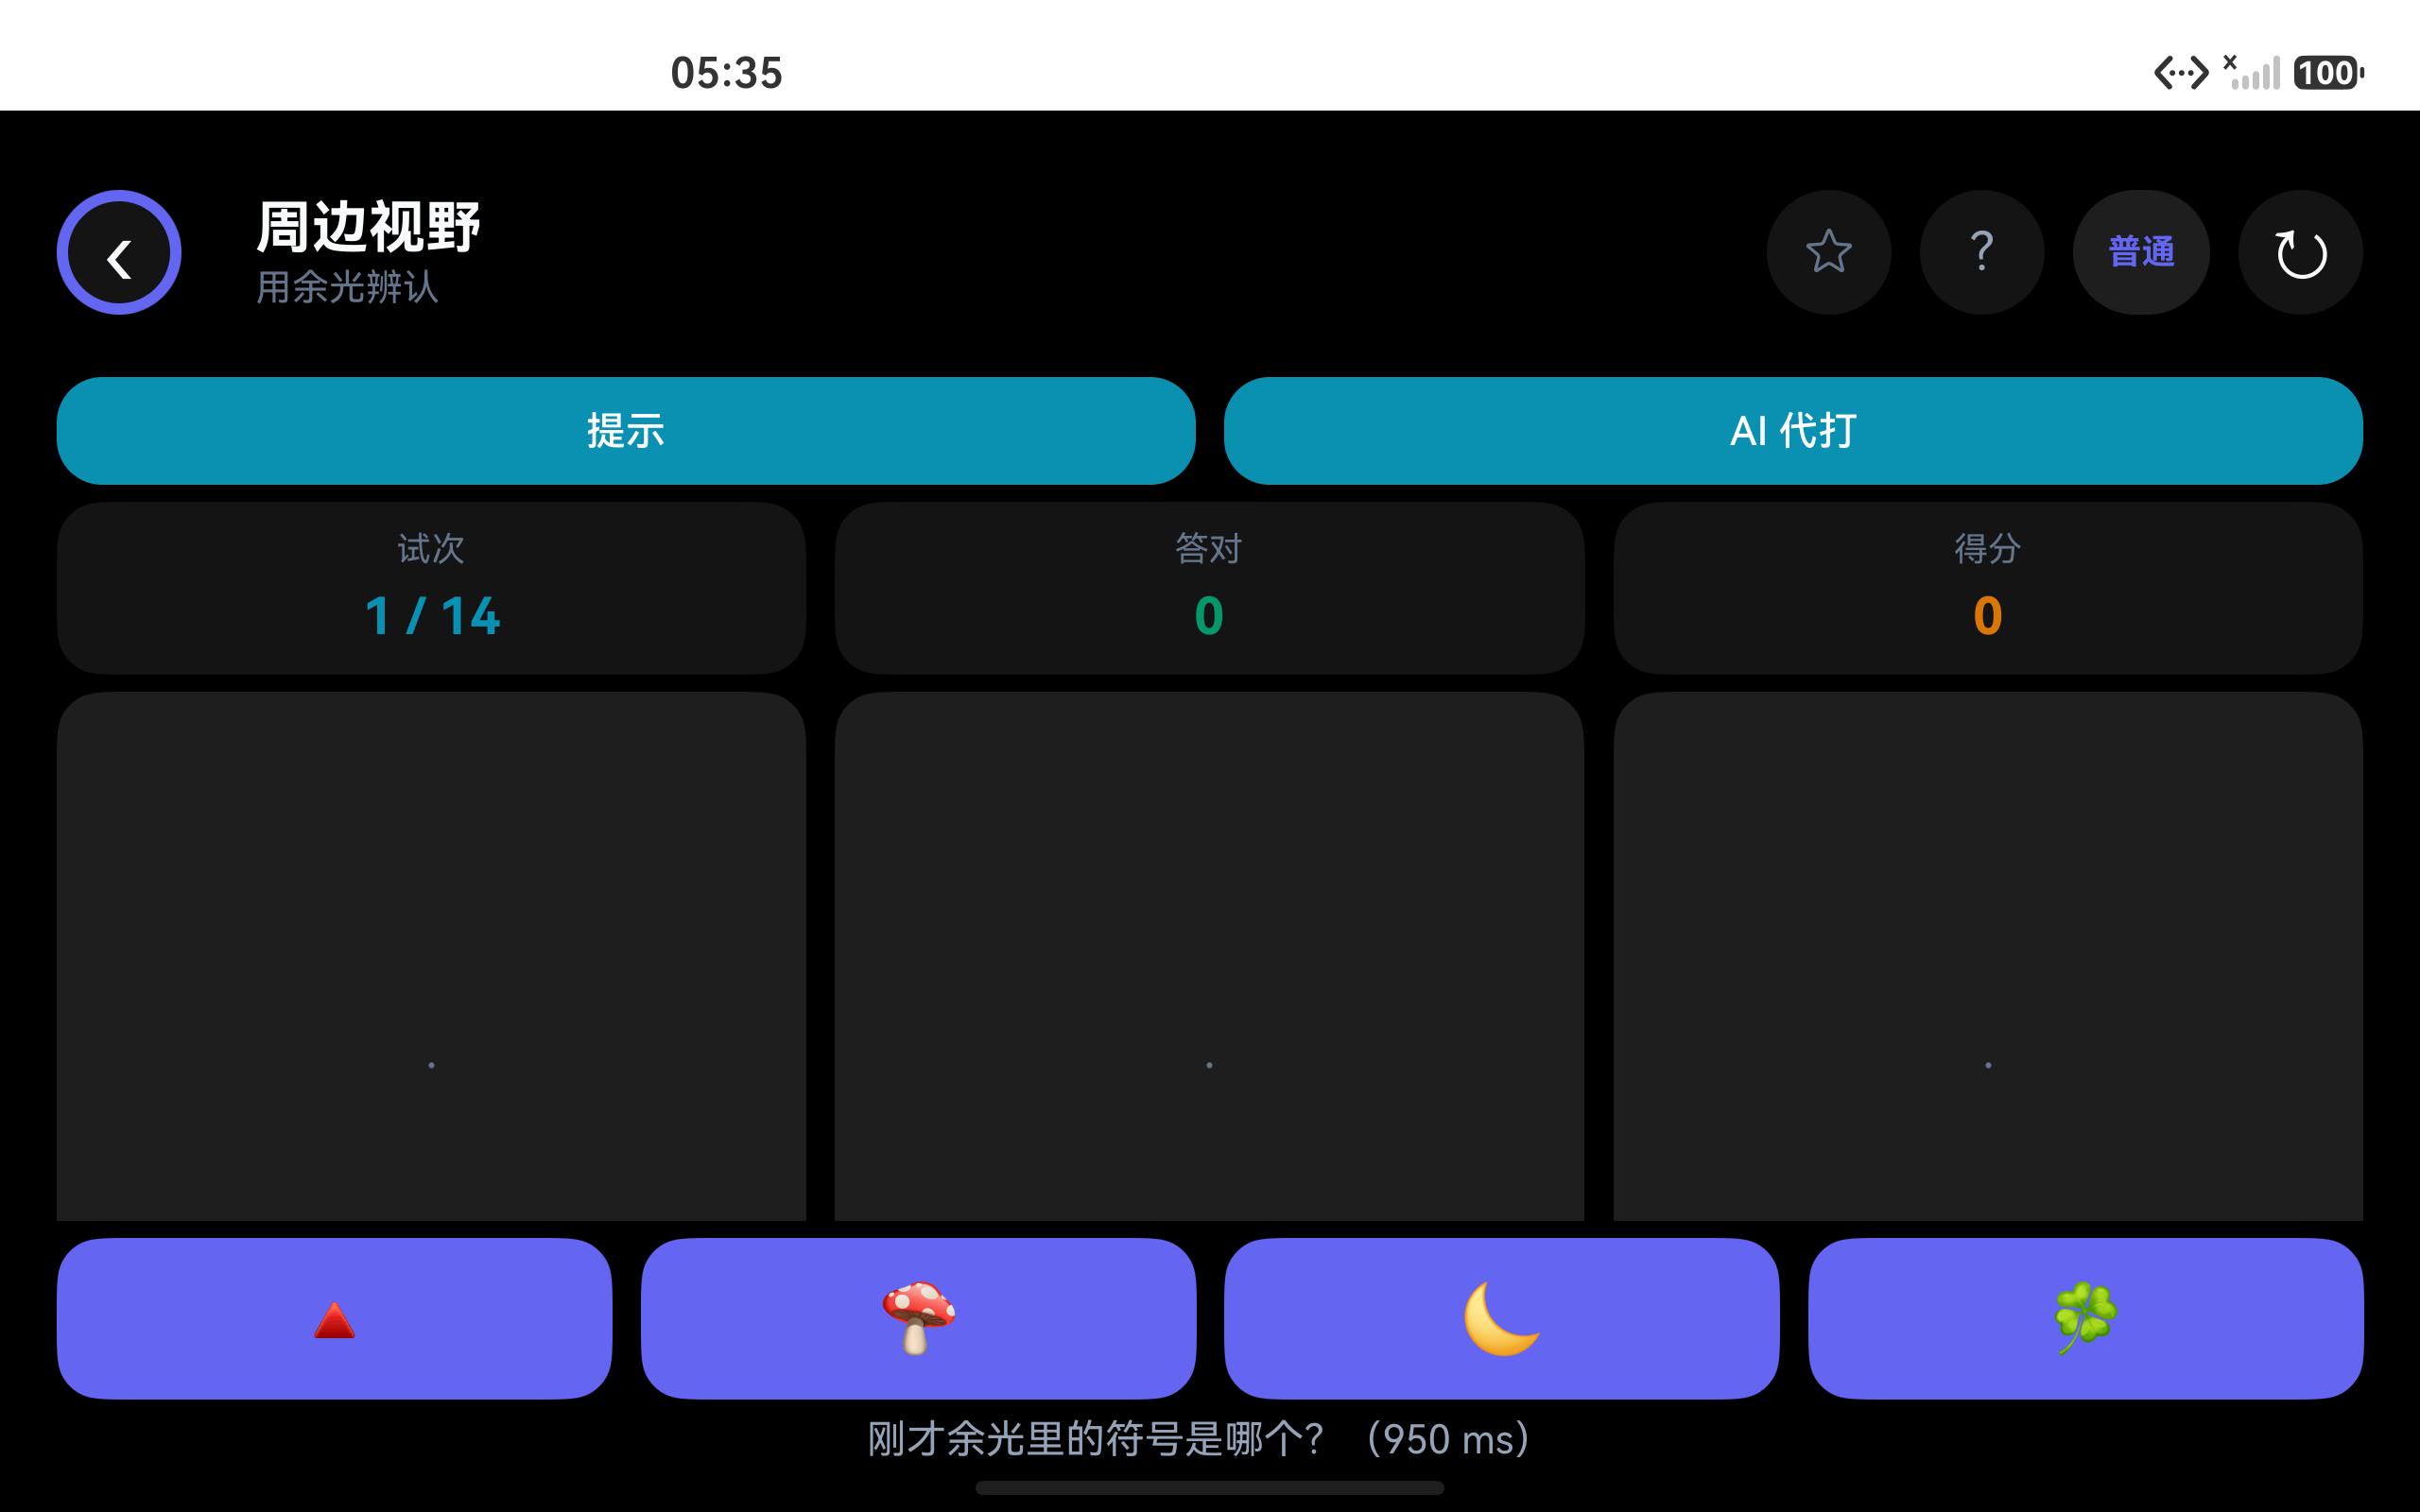 05:35
100
周边视野
用余光辩认
?
普通
提示
AI 代打
试次
答对
得分
1 / 14
0
0
刚才余光里的符号是哪个？（950 ms）